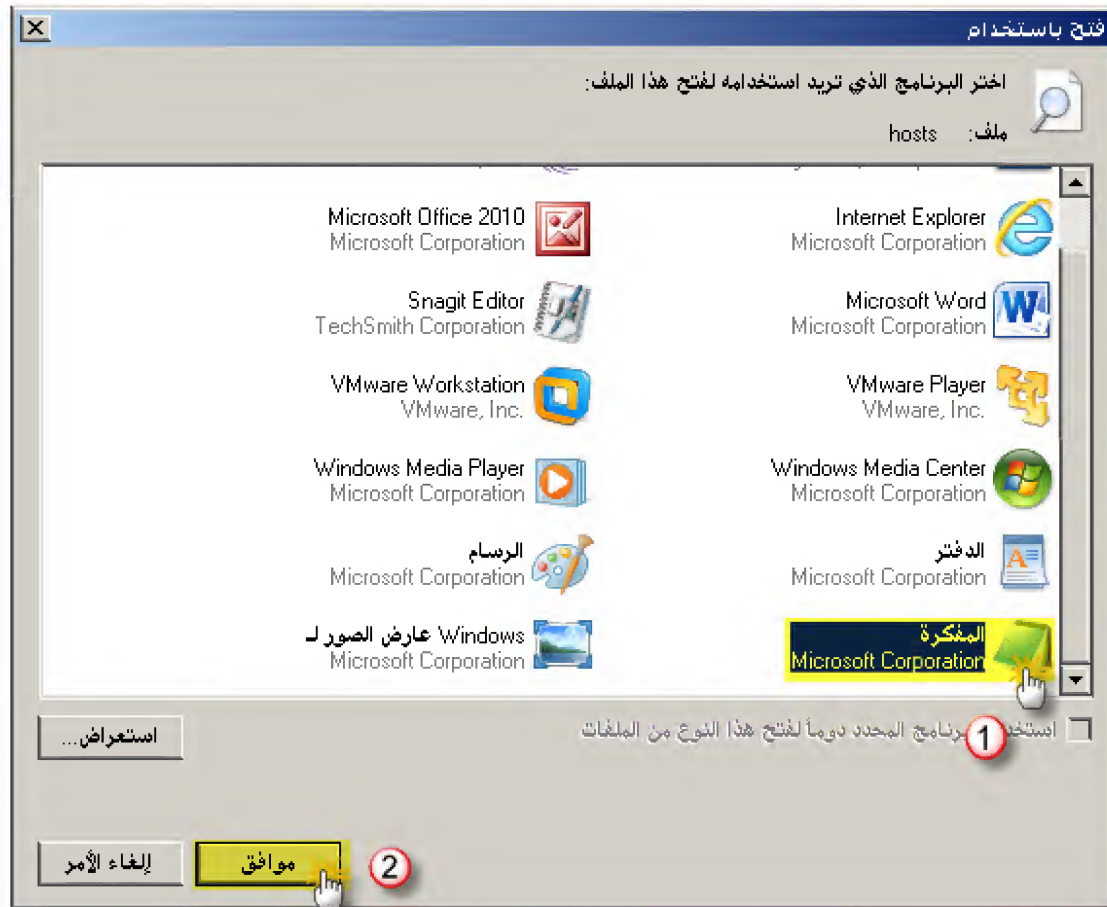 فتح باستخدام
اختر البرنامج الذي تريد استخدامه لفتح هذا الملف:
ملف: hosts
Internet Explorer
Microsoft Corporation
Microsoft Office 2010
Microsoft Corporation
Microsoft Word
Microsoft Corporation
Snagit Editor
TechSmith Corporation
VMware Player
VMware, Inc.
VMware Workstation
VMware, Inc.
Windows Media Center
Microsoft Corporation
Windows Media Player
Microsoft Corporation
الدفتر
Microsoft Corporation
الرسام
Microsoft Corporation
المفكرة
Microsoft Corporation
عارض الصور لـ Windows
Microsoft Corporation
المحدد دوماً لفتح هذا النوع من الملفات
1
استعراض...
2
موافق
إلغاء الأمر